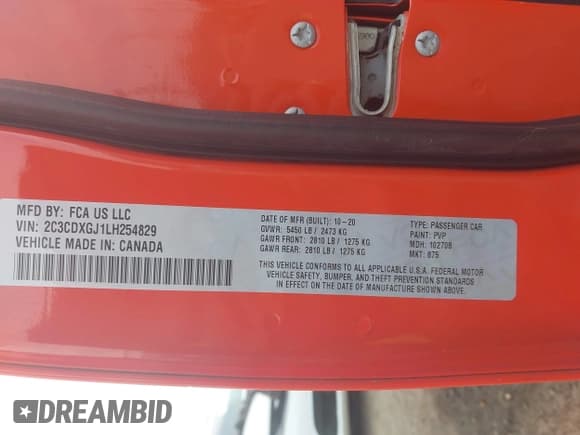 MFD BY: FCA US LLC
VIN: 2C3CDXGJ1LH254829
VEHICLE MADE IN: CANADA
DATE OF MFR (BUILT): 10-20
GVWR: 5450 LB / 2473 KG
GAWR FRONT: 2810 LB / 1275 KG
GAWR REAR: 2810 LB / 1275 KG
TYPE: PASSENGER CAR
PAINT: PVP
MDH: 102708
MKT: 875
THIS VEHICLE CONFORMS TO ALL APPLICABLE U.S.A. FEDERAL MOTOR
VEHICLE SAFETY, BUMPER, AND THEFT PREVENTION STANDARDS
IN EFFECT ON THE DATE OF MANUFACTURE SHOWN ABOVE.
DREAMBID